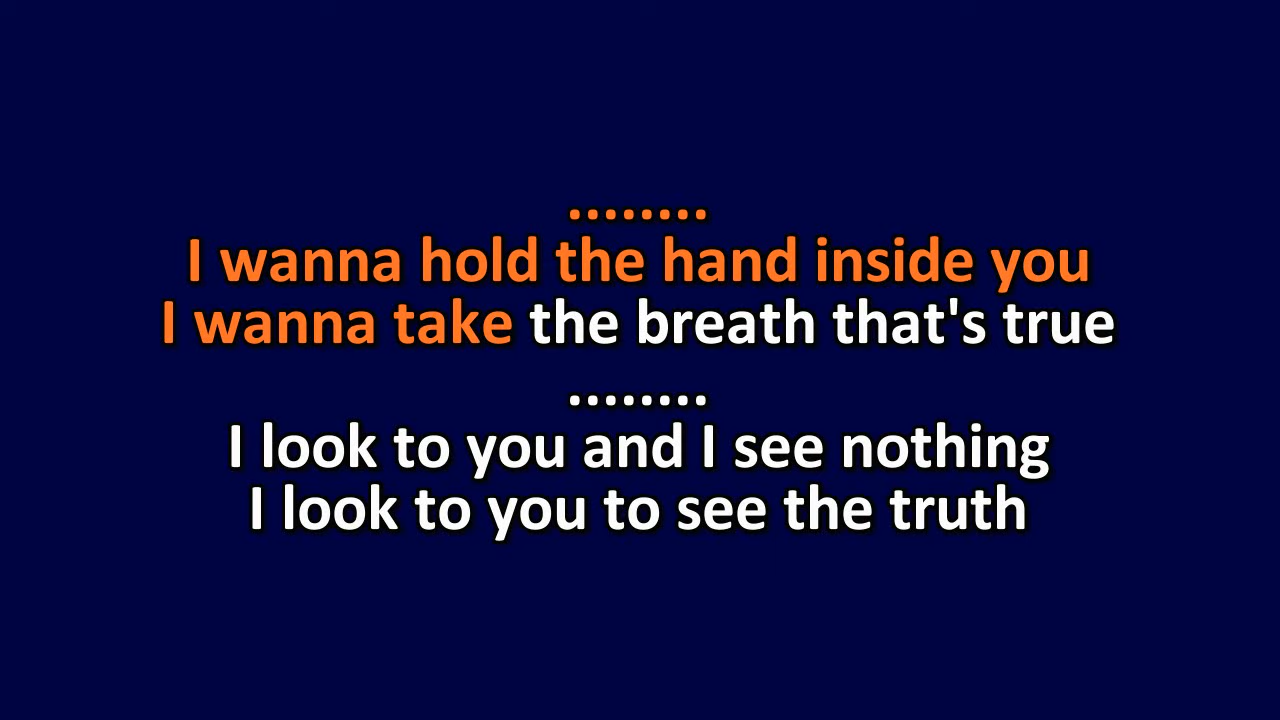 ........
I wanna hold the hand inside you
I wanna take the breath that's true
........
I look to you and I see nothing
I look to you to see the truth